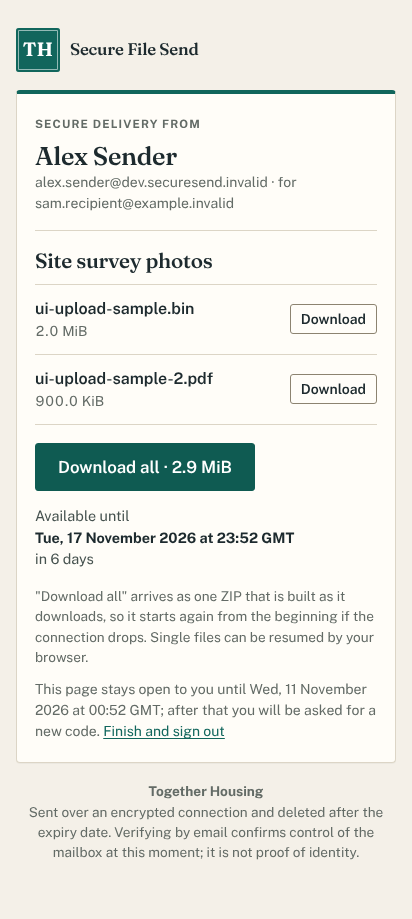 TH
Secure File Send
SECURE DELIVERY FROM
Alex Sender
alex.sender@dev.securesend.invalid · for
sam.recipient@example.invalid
Site survey photos
ui-upload-sample.bin
Download
2.0 MiB
ui-upload-sample-2.pdf
Download
900.0 KiB
Download all · 2.9 MiB
Available until
Tue, 17 November 2026 at 23:52 GMT
in 6 days
"Download all" arrives as one ZIP that is built as it
downloads, so it starts again from the beginning if the
connection drops. Single files can be resumed by your
browser.
This page stays open to you until Wed, 11 November
2026 at 00:52 GMT; after that you will be asked for a
new code. Finish and sign out
Together Housing
Sent over an encrypted connection and deleted after the
expiry date. Verifying by email confirms control of the
mailbox at this moment; it is not proof of identity.